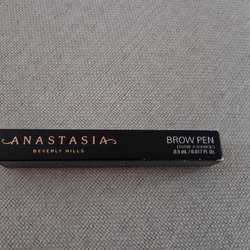 ANASTASIA
BEVERLY HILLS
BROW PEN
FEUTRE À SOURCILS
0.5 mL / 0.017 FL.OZ.